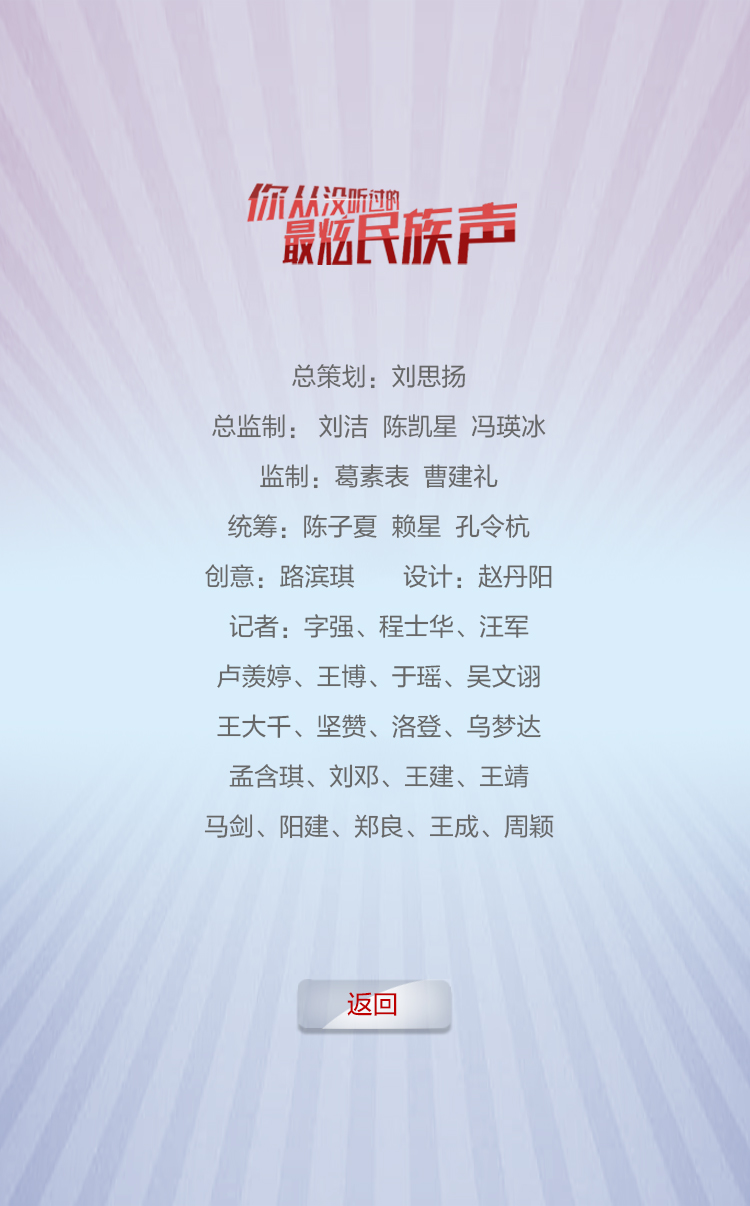 你从没听过的
最炫民族声
总策划：刘思扬
总监制： 刘洁 陈凯星 冯瑛冰
监制：葛素表 曹建礼
统筹：陈子夏 赖星 孔令杭
创意：路滨琪 设计：赵丹阳
记者：字强、程士华、汪军
卢羡婷、王博、于瑶、吴文诩
王大千、坚赞、洛登、乌梦达
孟含琪、刘邓、王建、王靖
马剑、阳建、郑良、王成、周颖
返回